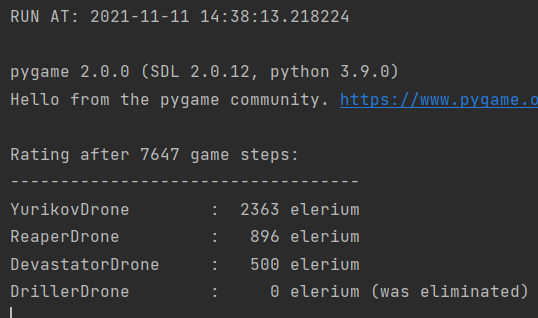 RUN AT: 2021-11-11 14:38:13.218224
pygame 2.0.0 (SDL 2.0.12, python 3.9.0)
Hello from the pygame community. https://www.pygame.o
Rating after 7647 game steps:
----------------------------------
YurikovDrone        :  2363 elerium
ReaperDrone         :   896 elerium
DevastatorDrone     :   500 elerium
DrillerDrone        :     0 elerium (was eliminated)